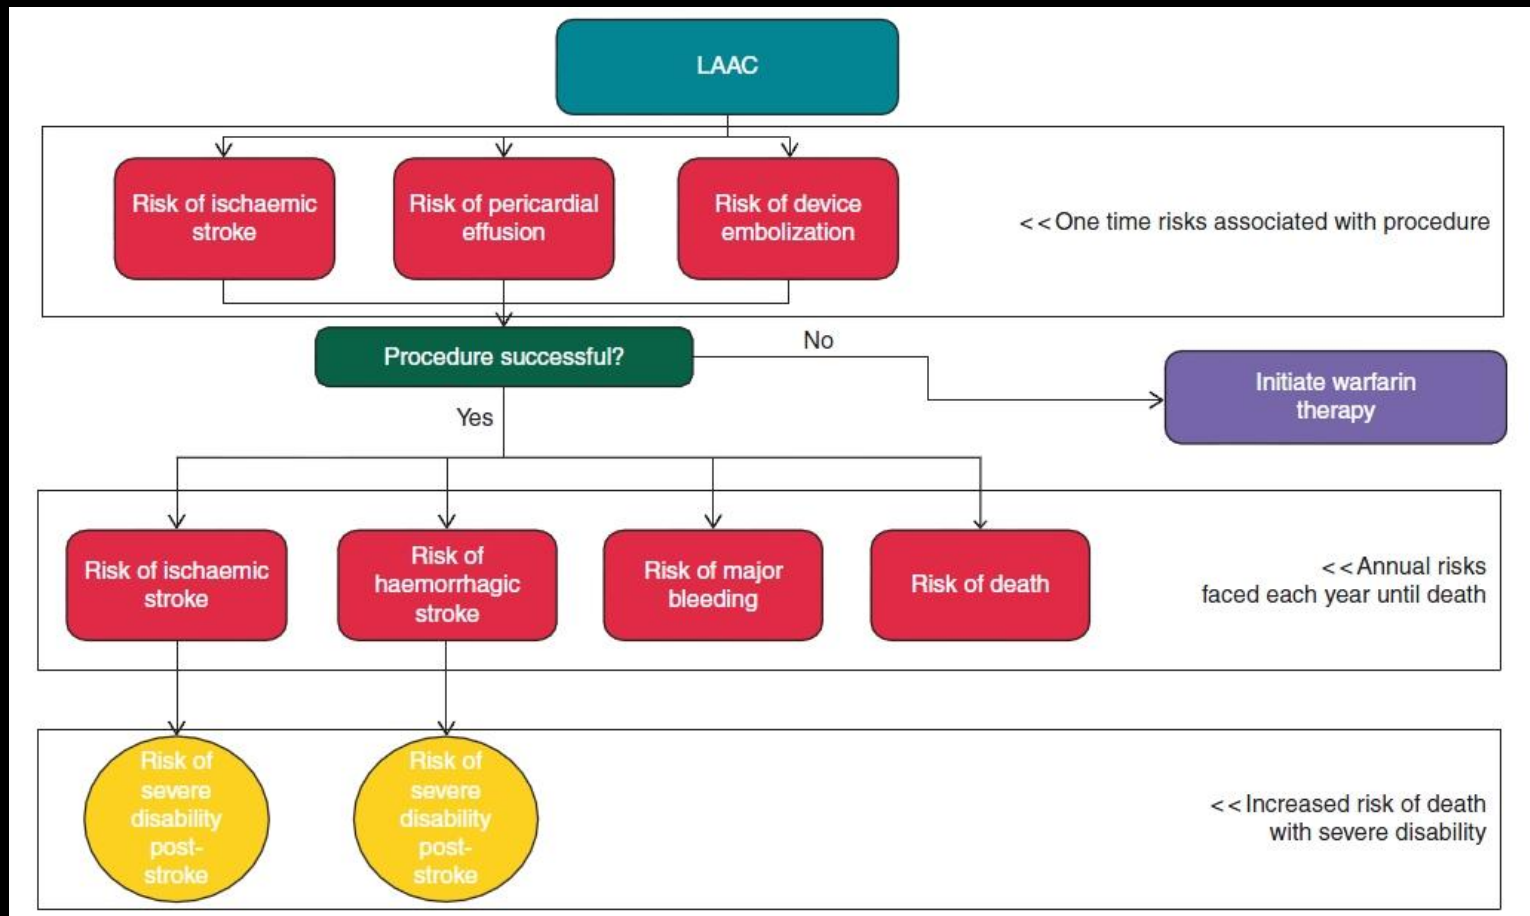 LAAC
Risk of ischaemic
stroke
Risk of pericardial
effusion
Risk of device
embolization
<<One time risks associated with procedure
Procedure successful?
No
Initiate warfarin
therapy
Yes
Risk of ischaemic
stroke
Risk of
haemorrhagic
stroke
Risk of major
bleeding
Risk of death
<<Annual risks
faced each year until death
Risk of
severe
disability
post-
stroke
Risk of
severe
disability
post-
stroke
<<Increased risk of death
with severe disability